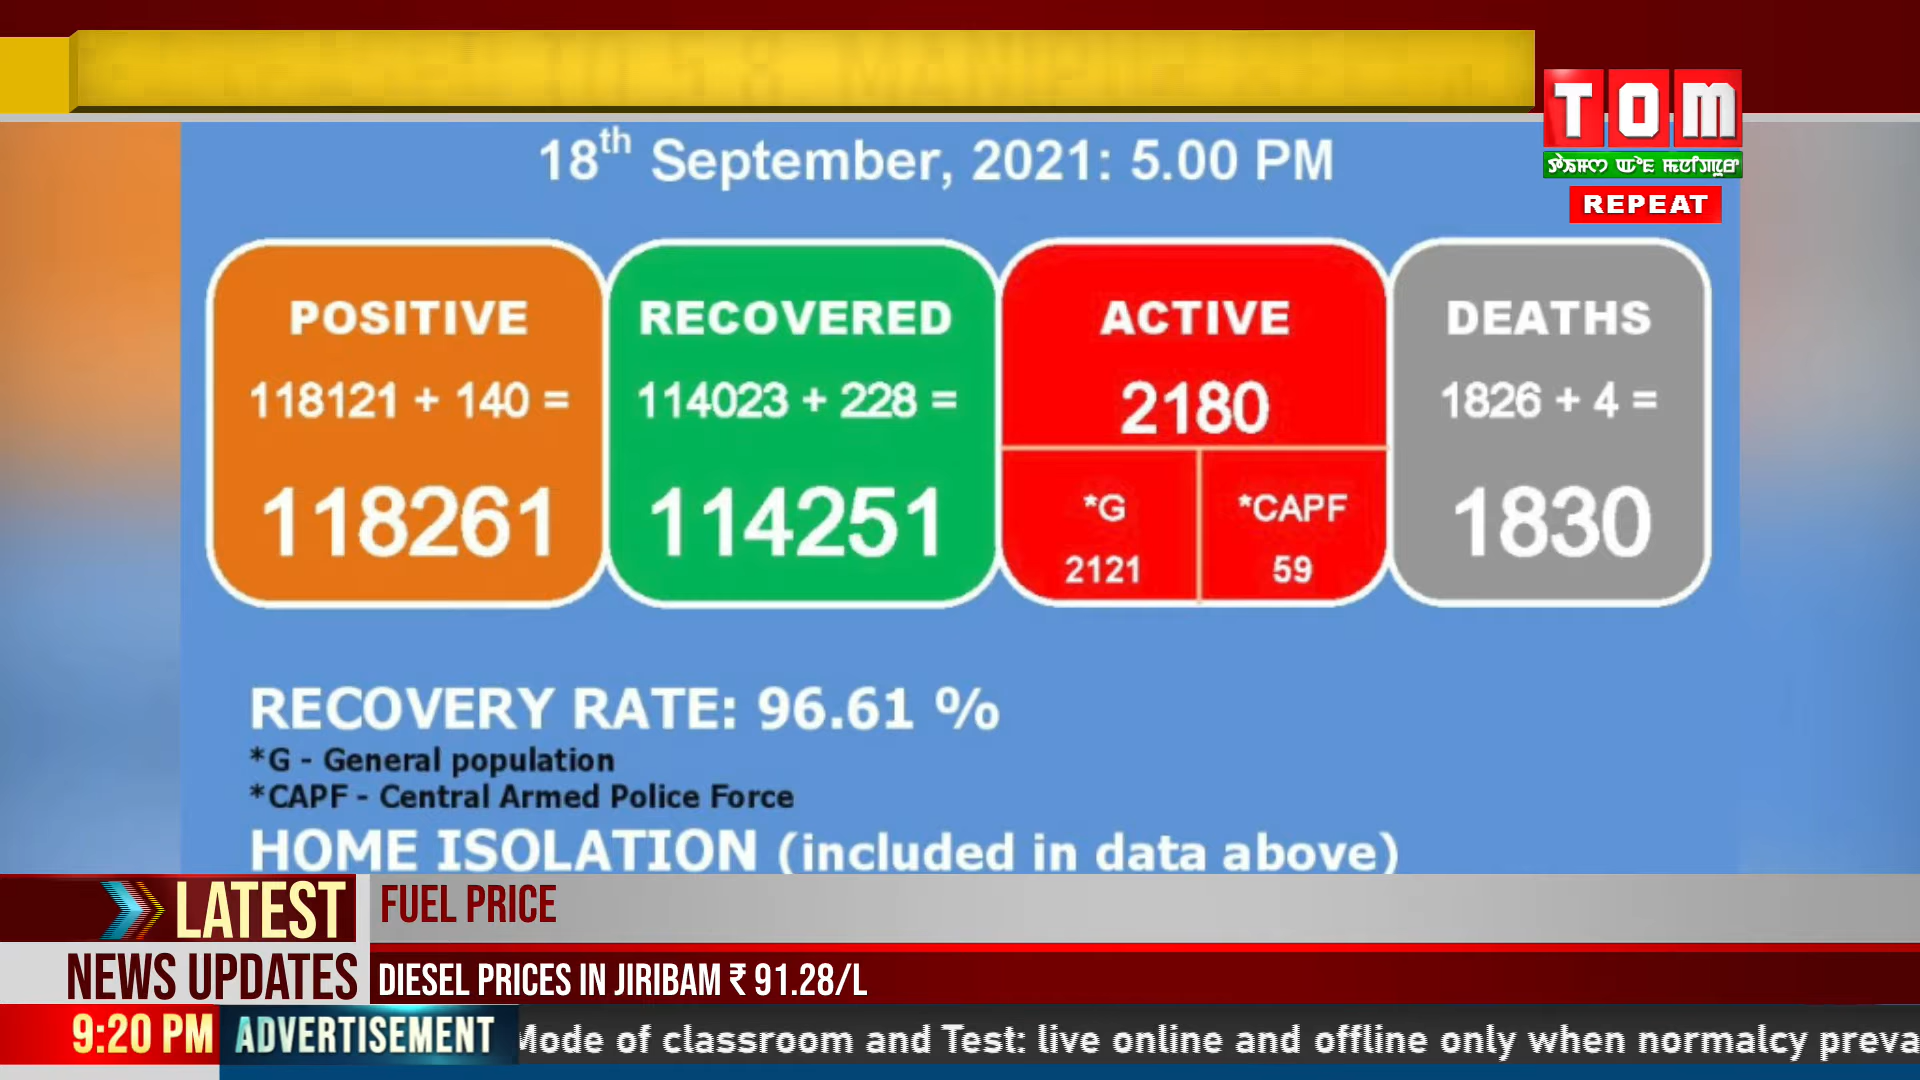 18th September, 2021: 5.00 PM
TOM
REPEAT
POSITIVE
118121 + 140 =
118261
RECOVERED
114023 + 228 =
114251
ACTIVE
2180
*G
2121
*CAPF
59
DEATHS
1826 + 4 =
1830
RECOVERY RATE: 96.61 %
*G - General population
*CAPF - Central Armed Police Force
HOME ISOLATION (included in data above)
LATEST
NEWS UPDATES
FUEL PRICE
DIESEL PRICES IN JIRIBAM ₹ 91.28/L
9:20 PM
ADVERTISEMENT
Mode of classroom and Test: live online and offline only when normalcy preva